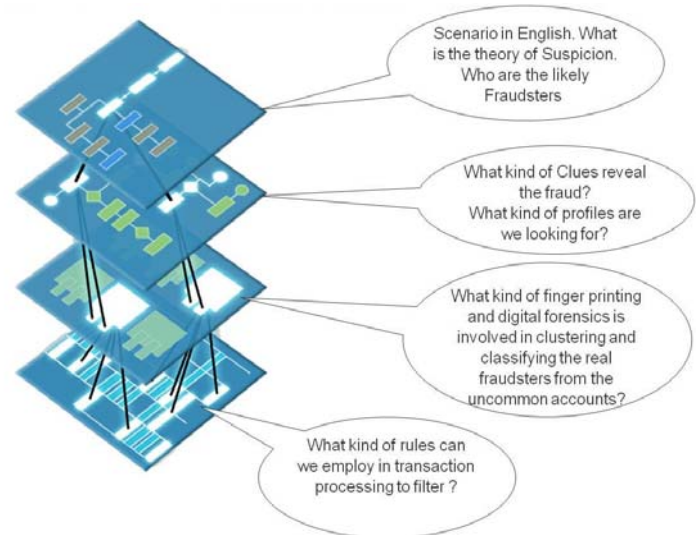 Scenario in English. What
is the theory of Suspicion.
Who are the likely
Fraudsters
What kind of Clues reveal
the fraud?
What kind of profiles are
we looking for?
What kind of finger printing
and digital forensics is
involved in clustering and
classifying the real
fraudsters from the
uncommon accounts?
What kind of rules can
we employ in transaction
processing to filter ?